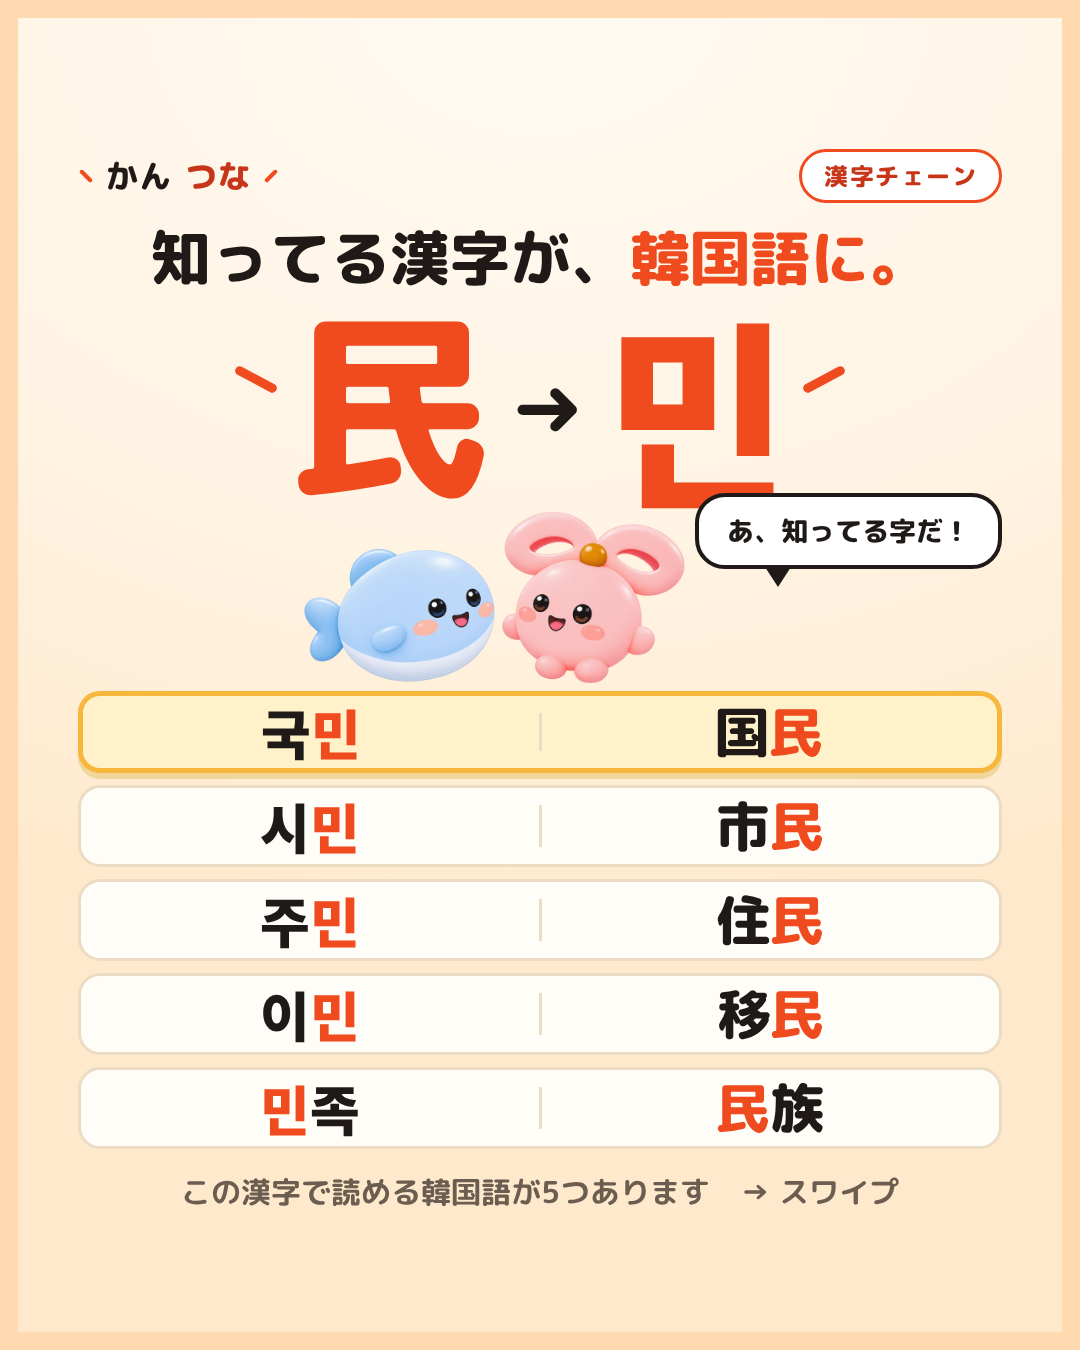 かん つな
漢字チェーン
知ってる漢字が、韓国語に。
民 → 민
あ、知ってる字だ！
국민 国民
시민 市民
주민 住民
이민 移民
민족 民族
この漢字で読める韓国語が5つあります → スワイプ